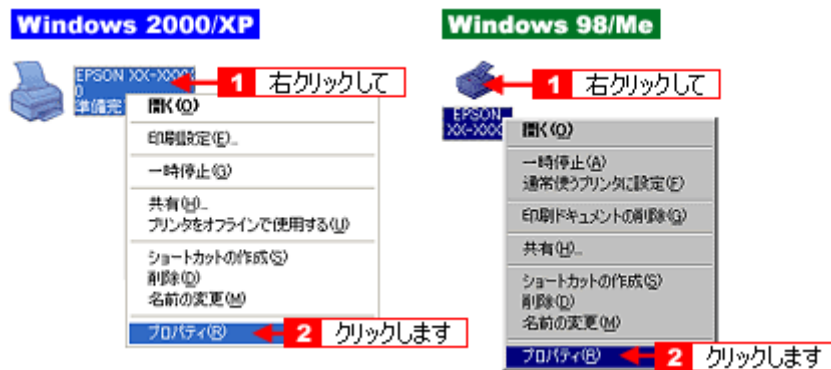 Windows 2000/XP
EPSON XX-XXXX
0
準備完
1 右クリックして
開く(O)
印刷設定(F)...
一時停止(G)
共有(H)...
プリンタをオフラインで使用する(U)
ショートカットの作成(S)
削除(D)
名前の変更(M)
プロパティ(R)
2 クリックします
Windows 98/Me
1 右クリックして
EPSON
XX-XXX
開く(O)
一時停止(A)
通常使うプリンタに設定(F)
印刷ドキュメントの削除(G)
共有(H)...
ショートカットの作成(S)
削除(D)
名前の変更(M)
プロパティ(R)
2 クリックします